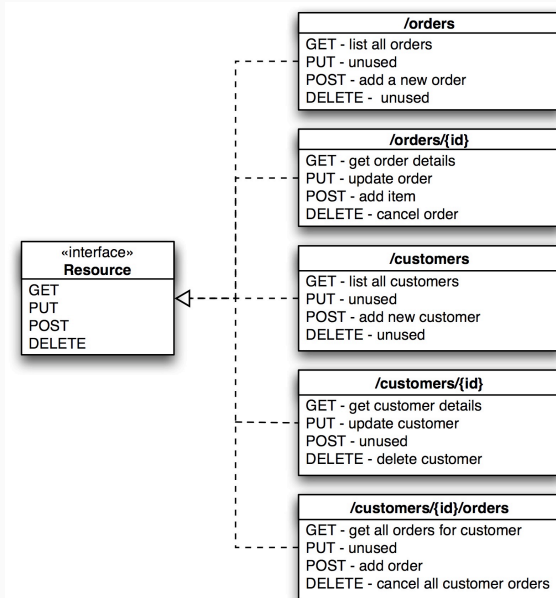 /orders
GET - list all orders
PUT - unused
POST - add a new order
DELETE -  unused
/orders/{id}
GET - get order details
PUT - update order
POST - add item
DELETE - cancel order
«interface»
Resource
GET
PUT
POST
DELETE
/customers
GET - list all customers
PUT - unused
POST - add new customer
DELETE - unused
/customers/{id}
GET - get customer details
PUT - update customer
POST - unused
DELETE - delete customer
/customers/{id}/orders
GET - get all orders for customer
PUT - unused
POST - add order
DELETE - cancel all customer orders